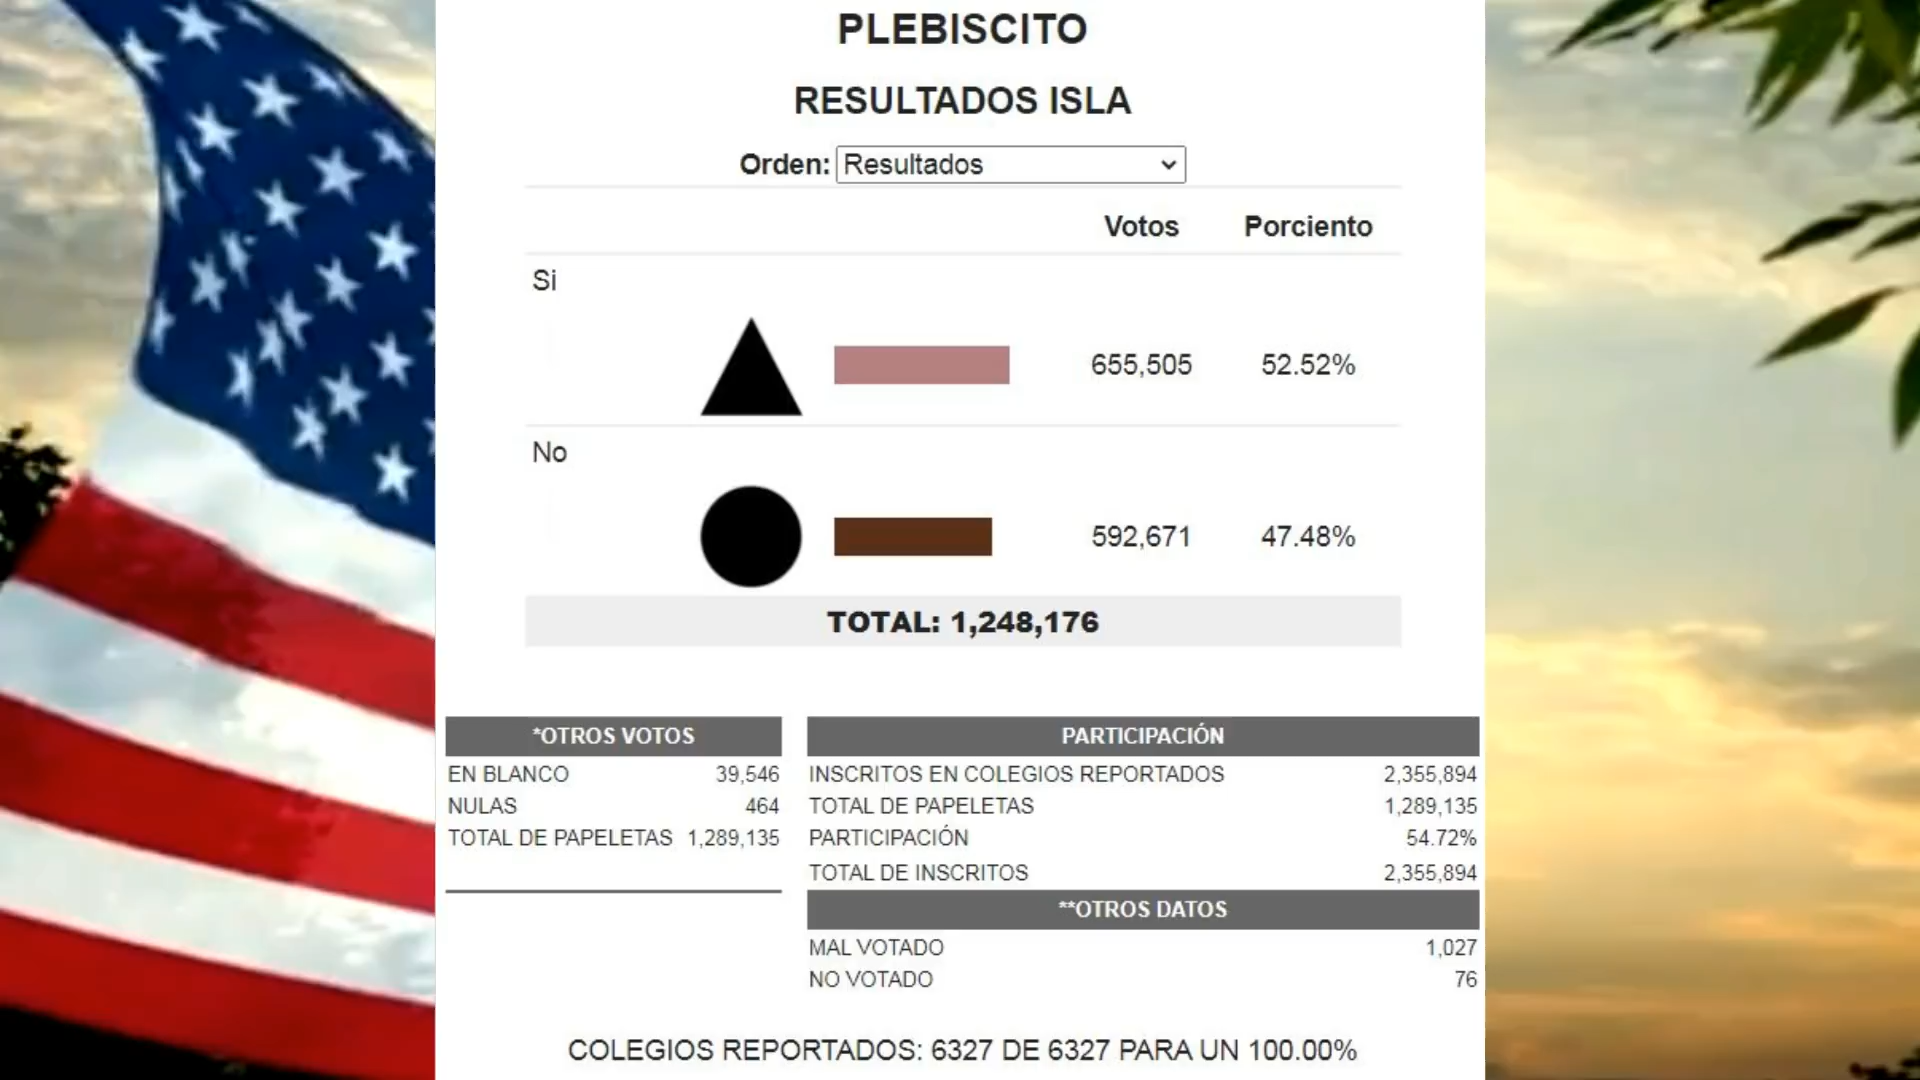 PLEBISCITO
RESULTADOS ISLA
Orden: Resultados
Votos Porciento
Si
655,505 52.52%
No
592,671 47.48%
TOTAL: 1,248,176
*OTROS VOTOS
EN BLANCO 39,546
NULAS 464
TOTAL DE PAPELETAS 1,289,135
PARTICIPACIÓN
INSCRITOS EN COLEGIOS REPORTADOS 2,355,894
TOTAL DE PAPELETAS 1,289,135
PARTICIPACIÓN 54.72%
TOTAL DE INSCRITOS 2,355,894
**OTROS DATOS
MAL VOTADO 1,027
NO VOTADO 76
COLEGIOS REPORTADOS: 6327 DE 6327 PARA UN 100.00%